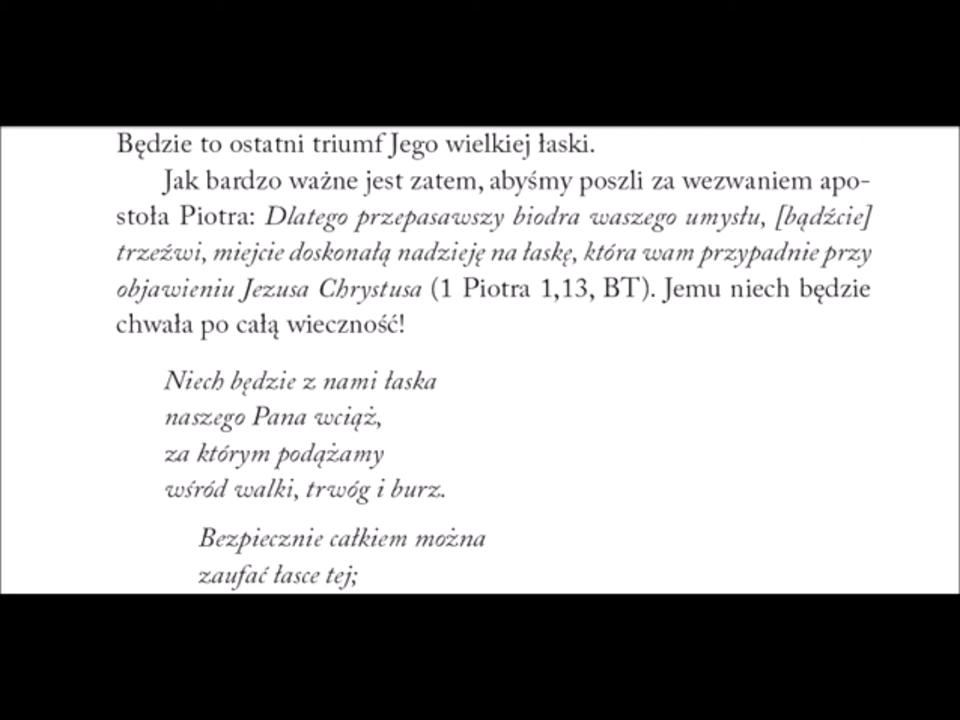 Będzie to ostatni triumf Jego wielkiej łaski.
Jak bardzo ważne jest zatem, abyśmy poszli za wezwaniem apo-
stoła Piotra: Dlatego przepasawszy biodra waszego umysłu, [bądźcie]
trzeźwi, miejcie doskonałą nadzieję na łaskę, która wam przypadnie przy
objawieniu Jezusa Chrystusa (1 Piotra 1,13, BT). Jemu niech będzie
chwała po całą wieczność!
Niech będzie z nami łaska
naszego Pana wciąż,
za którym podążamy
wśród walki, trwóg i burz.
Bezpiecznie całkiem można
zaufać łasce tej;